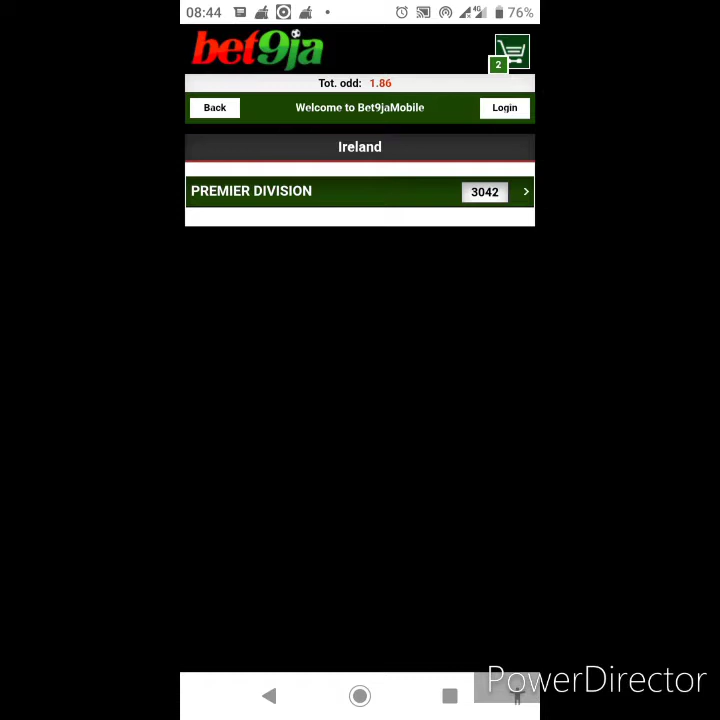 08:44
4G
76%
bet9ja
2
Tot. odd: 1.86
Back
Welcome to Bet9jaMobile
Login
Ireland
PREMIER DIVISION
3042
PowerDirector